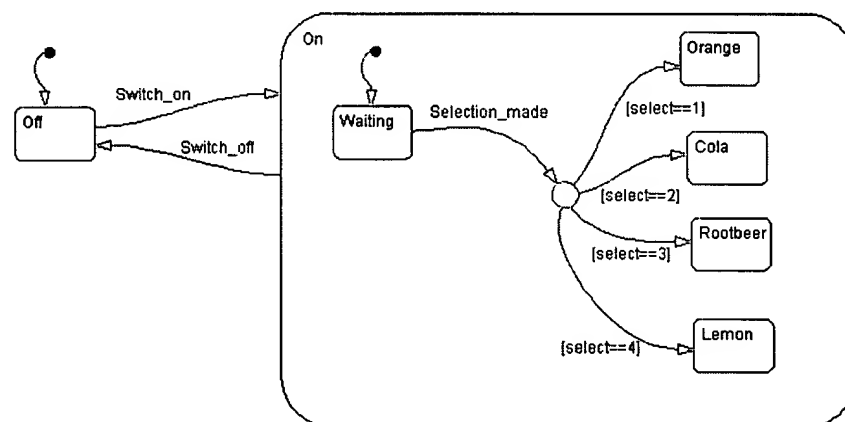 On
Orange
Off
Switch_on
Waiting
Selection_made
[select==1]
Switch_off
Cola
[select==2]
Rootbeer
[select==3]
Lemon
[select==4]